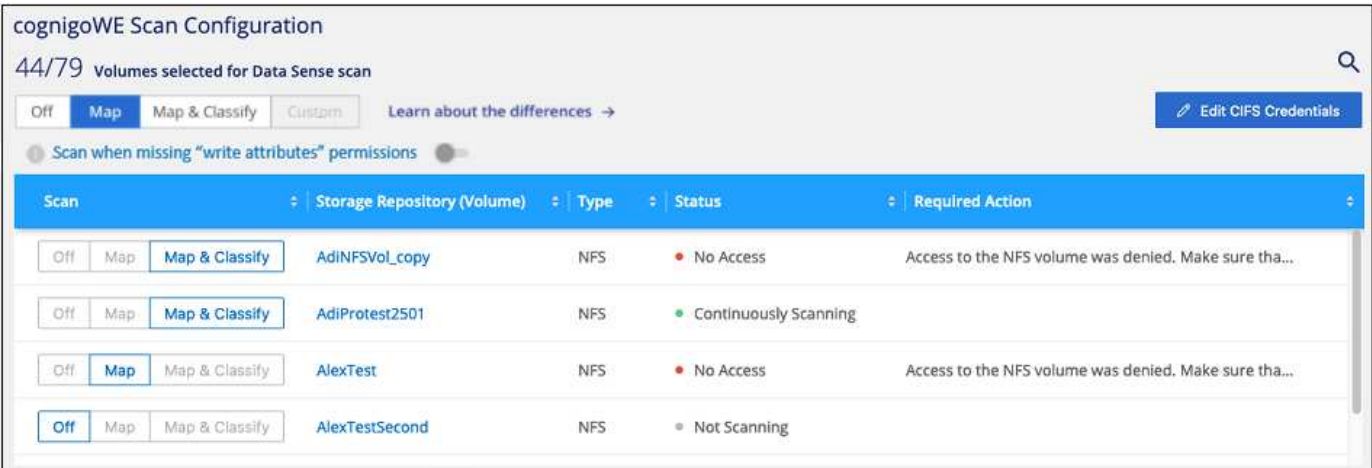 cognigoWE Scan Configuration
44/79 Volumes selected for Data Sense scan
Off Map Map & Classify Custom Learn about the differences → Edit CIFS Credentials
Scan when missing “write attributes” permissions
Scan Storage Repository (Volume) Type Status Required Action
Off Map Map & Classify AdiNFSVol_copy NFS No Access Access to the NFS volume was denied. Make sure tha...
Off Map Map & Classify AdiProtest2501 NFS Continuously Scanning
Off Map Map & Classify AlexTest NFS No Access Access to the NFS volume was denied. Make sure tha...
Off Map Map & Classify AlexTestSecond NFS Not Scanning